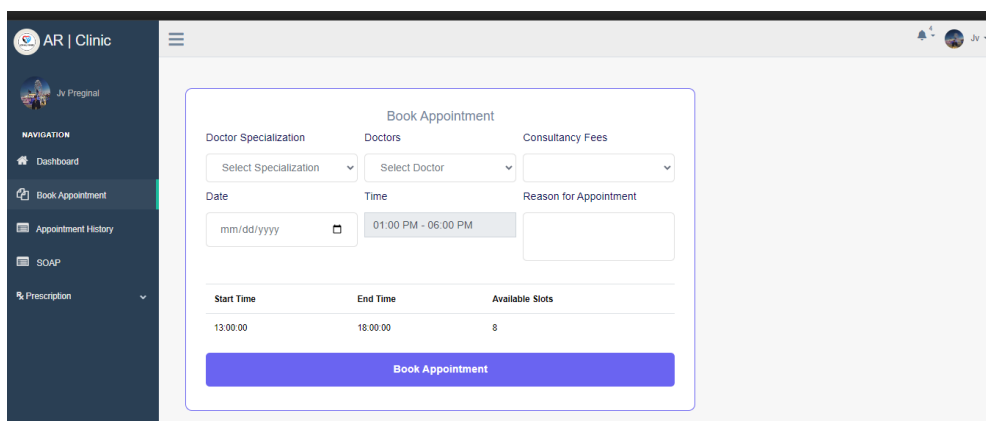 AR | Clinic
4
Jv
Jv Preginal
NAVIGATION
Dashboard
Book Appointment
Appointment History
SOAP
Prescription
Book Appointment
Doctor Specialization Doctors Consultancy Fees
Select Specialization Select Doctor
Date Time Reason for Appointment
mm/dd/yyyy 01:00 PM - 06:00 PM
Start Time End Time Available Slots
13:00:00 18:00:00 8
Book Appointment